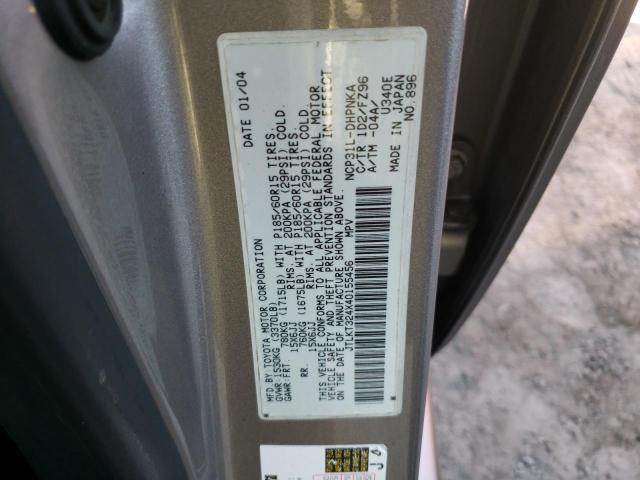 MFD.BY TOYOTA MOTOR CORPORATION DATE 01/04
GVWR:1530KG (3370LB)
GAWR:FRT. 780KG (1715LB) WITH P185/60R15 TIRES,
15X6JJ RIMS, AT 200KPA (29PSI) COLD.
RR. 760KG (1675LB) WITH P185/60R15 TIRES,
15X6JJ RIMS, AT 200KPA (29PSI) COLD.
THIS VEHICLE CONFORMS TO ALL APPLICABLE FEDERAL MOTOR
VEHICLE SAFETY AND THEFT PREVENTION STANDARDS IN EFFECT
ON THE DATE OF MANUFACTURE SHOWN ABOVE.
JTLKT324X40155456 MPV
NCP31L-DHPNKA
C/TR 1D2/FZ96
A/TM -04A/ U340E
MADE IN JAPAN
NO.896